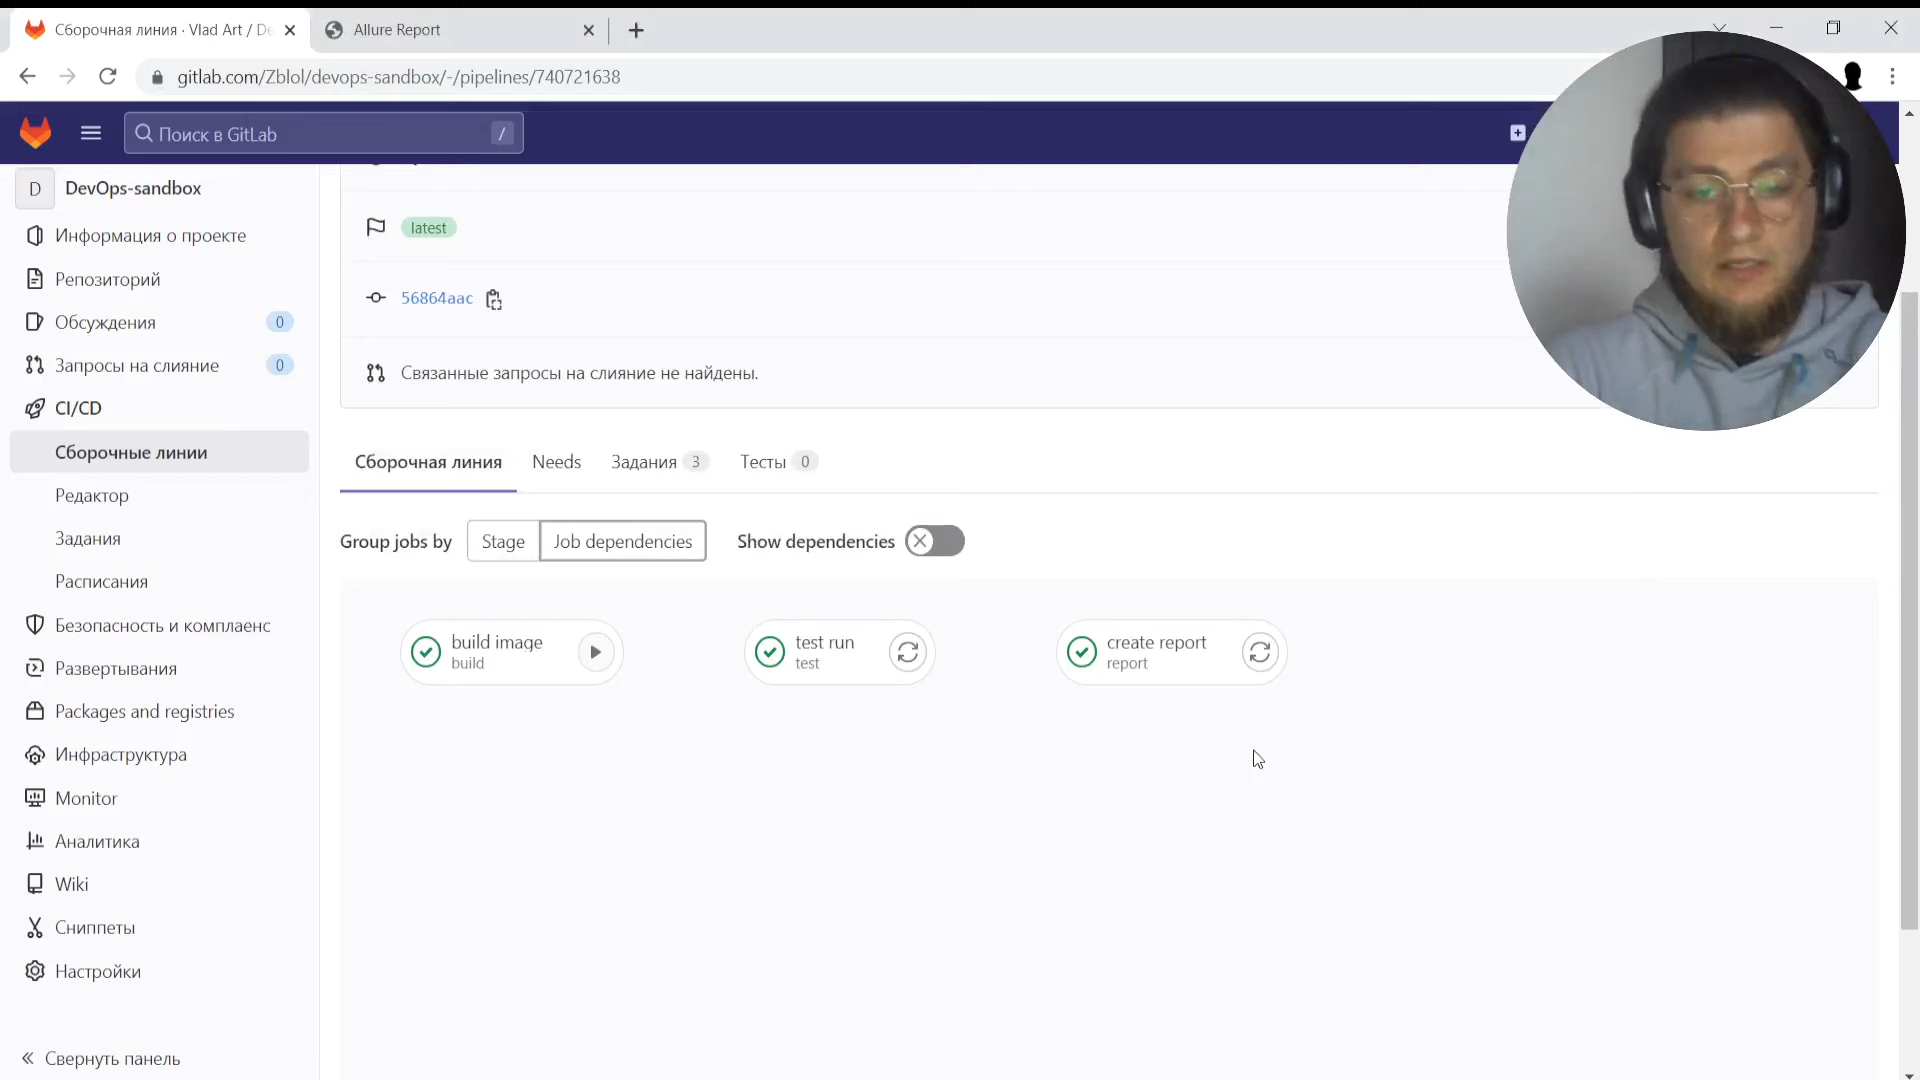 Сборочная линия · Vlad Art / De
Allure Report
gitlab.com/Zblol/devops-sandbox/-/pipelines/740721638
Поиск в GitLab
/
D
DevOps-sandbox
Информация о проекте
Репозиторий
Обсуждения 0
Запросы на слияние 0
CI/CD
Сборочные линии
Редактор
Задания
Расписания
Безопасность и комплаенс
Развертывания
Packages and registries
Инфраструктура
Monitor
Аналитика
Wiki
Сниппеты
Настройки
Свернуть панель
latest
56864aac
Связанные запросы на слияние не найдены.
Сборочная линия Needs Задания 3 Тесты 0
Group jobs by Stage Job dependencies Show dependencies
build image
build
test run
test
create report
report